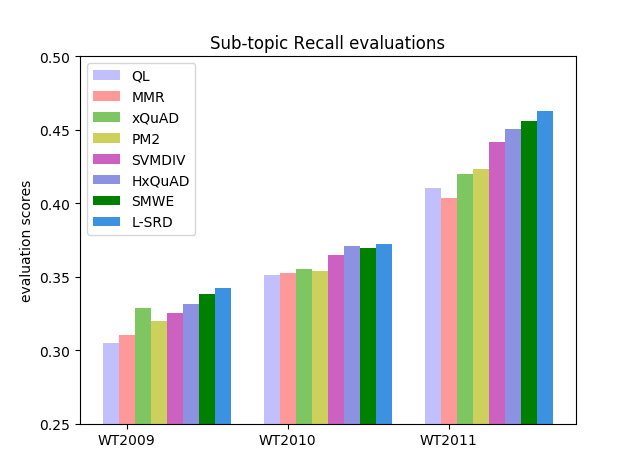 Sub-topic Recall evaluations
0.50
0.45
0.40
0.35
0.30
0.25
evaluation scores
QL
MMR
xQuAD
PM2
SVMDIV
HxQuAD
SMWE
L-SRD
WT2009
WT2010
WT2011